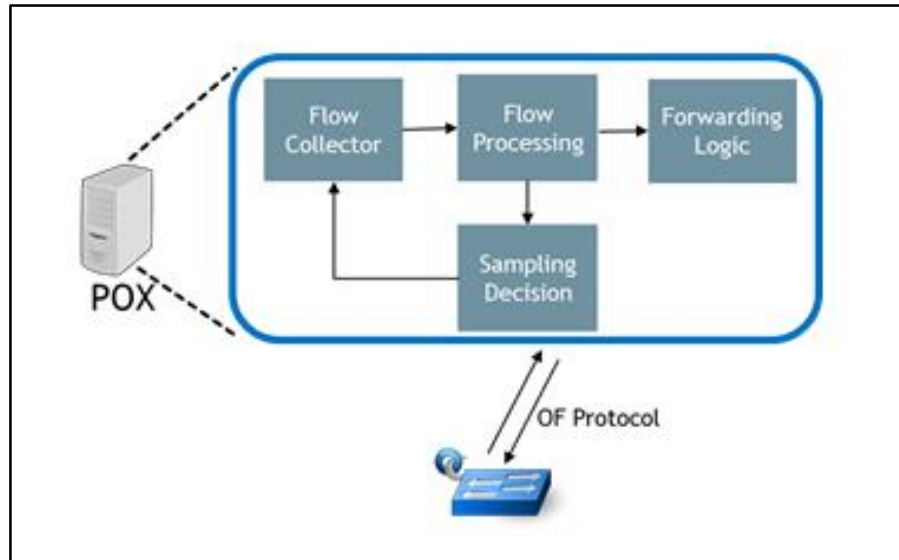 Flow
Collector
Flow
Processing
Forwarding
Logic
Sampling
Decision
POX
OF Protocol